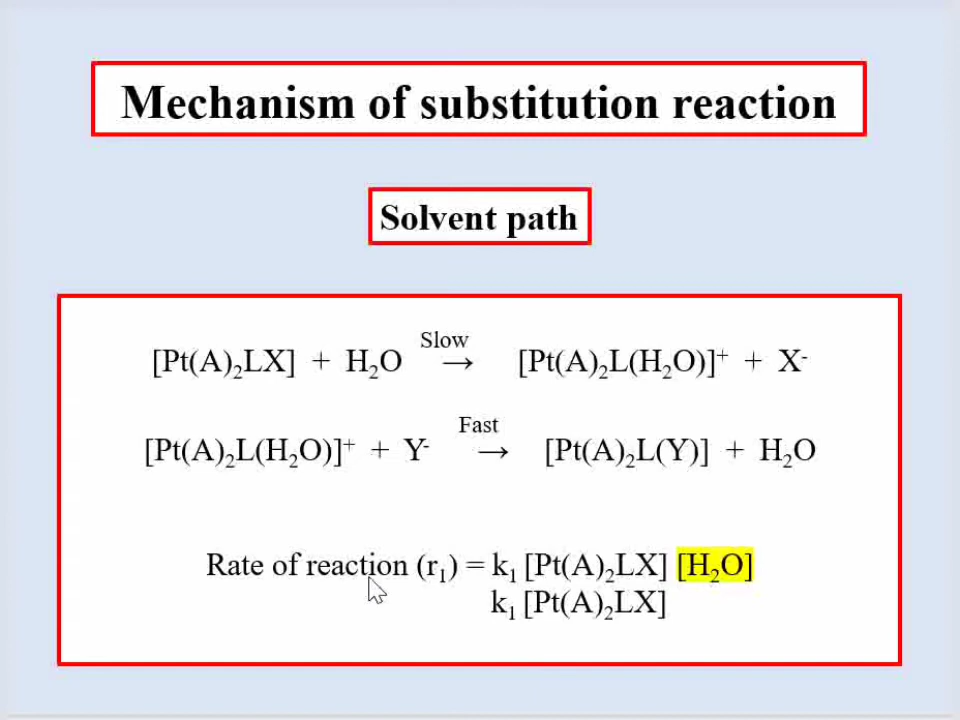 Mechanism of substitution reaction
Solvent path
Slow
[Pt(A)₂LX] + H₂O → [Pt(A)₂L(H₂O)]⁺ + X⁻
Fast
[Pt(A)₂L(H₂O)]⁺ + Y⁻ → [Pt(A)₂L(Y)] + H₂O
Rate of reaction (r₁) = k₁ [Pt(A)₂LX] [H₂O]
k₁ [Pt(A)₂LX]